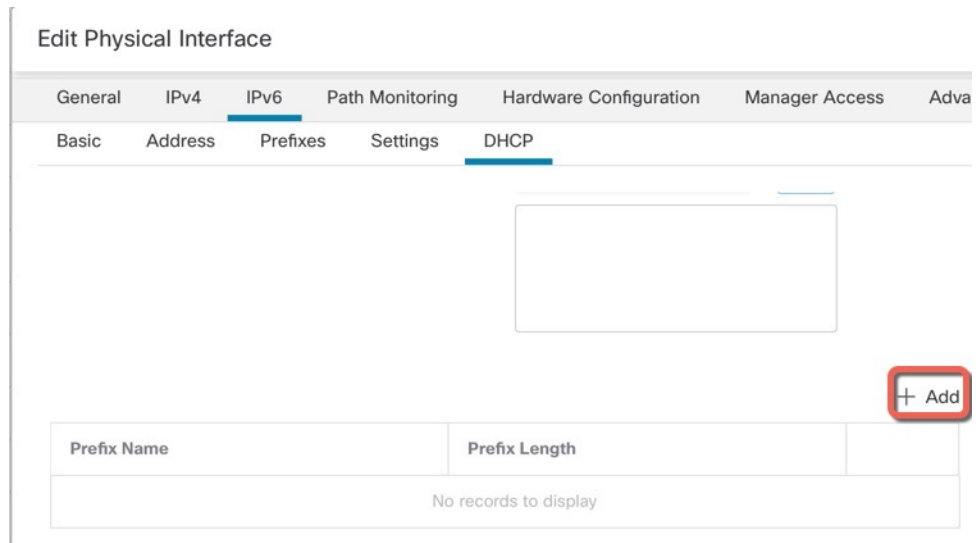 Edit Physical Interface
General IPv4 IPv6 Path Monitoring Hardware Configuration Manager Access Adva
Basic Address Prefixes Settings DHCP
+ Add
Prefix Name Prefix Length
No records to display